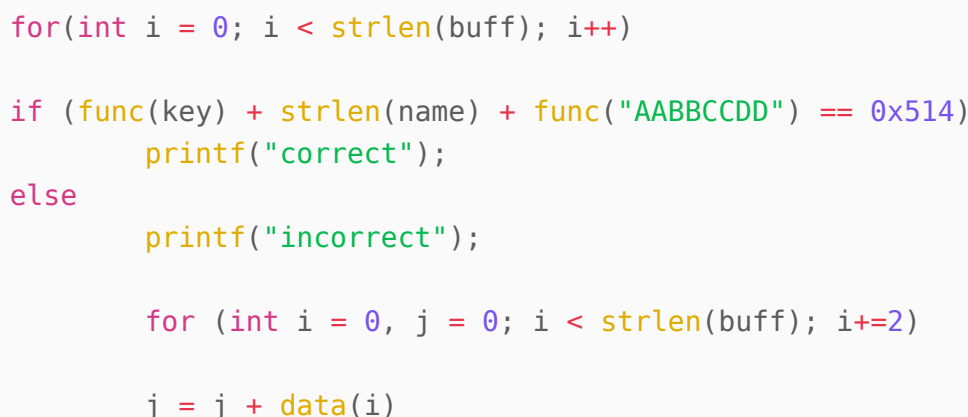 for(int i = 0; i < strlen(buff); i++)
if (func(key) + strlen(name) + func("AABBCCDD") == 0x514)
printf("correct");
else
printf("incorrect");
for (int i = 0, j = 0; i < strlen(buff); i+=2)
j = j + data(i)